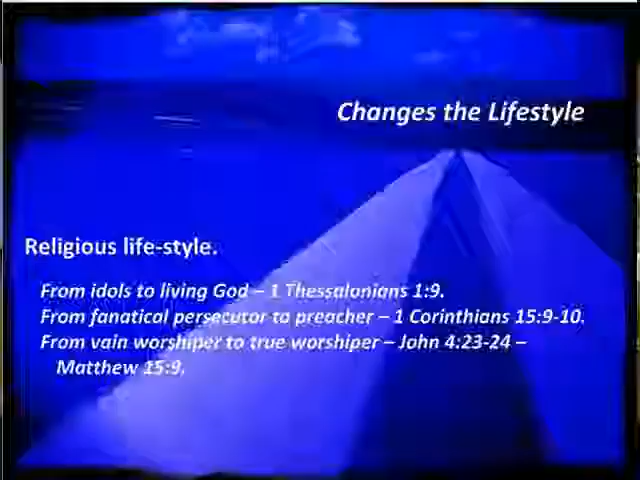 Changes the Lifestyle
Religious life-style.
From idols to living God – 1 Thessalonians 1:9.
From fanatical persecutor to preacher – 1 Corinthians 15:9-10.
From vain worshiper to true worshiper – John 4:23-24 –
Matthew 15:9.